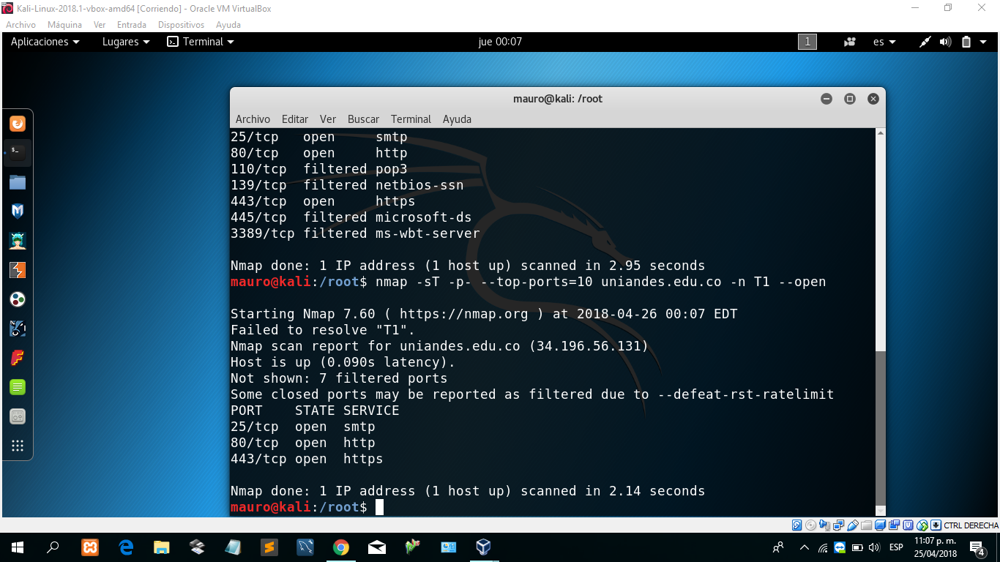 Kali-Linux-2018.1-vbox-amd64 [Corriendo] - Oracle VM VirtualBox
Archivo Máquina Ver Entrada Dispositivos Ayuda
Aplicaciones Lugares Terminal jue 00:07 1 es
mauro@kali: /root
Archivo Editar Ver Buscar Terminal Ayuda
25/tcp   open     smtp
80/tcp   open     http
110/tcp  filtered pop3
139/tcp  filtered netbios-ssn
443/tcp  open     https
445/tcp  filtered microsoft-ds
3389/tcp filtered ms-wbt-server
Nmap done: 1 IP address (1 host up) scanned in 2.95 seconds
mauro@kali:/root$ nmap -sT -p- --top-ports=10 uniandes.edu.co -n T1 --open
Starting Nmap 7.60 ( https://nmap.org ) at 2018-04-26 00:07 EDT
Failed to resolve "T1".
Nmap scan report for uniandes.edu.co (34.196.56.131)
Host is up (0.090s latency).
Not shown: 7 filtered ports
Some closed ports may be reported as filtered due to --defeat-rst-ratelimit
PORT    STATE SERVICE
25/tcp  open  smtp
80/tcp  open  http
443/tcp open  https
Nmap done: 1 IP address (1 host up) scanned in 2.14 seconds
mauro@kali:/root$
CTRL DERECHA
ESP
11:07 p. m.
25/04/2018
4